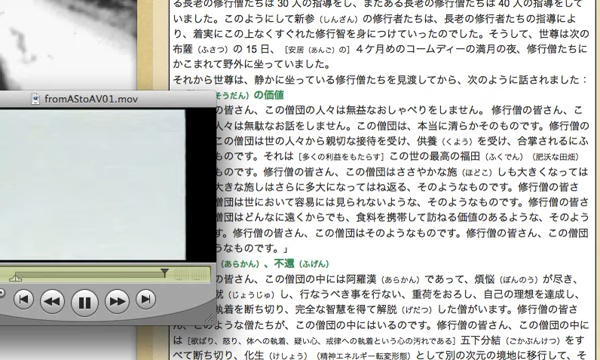 る長老の修行僧たちは 30 人の指導をし、またある長老の修行僧たちは 40 人の指導をして
いました。このようにして新参（しんざん）の修行者たちは、長老の修行者たちの指導によ
り、着実にこの上なくすぐれた修行智を身につけていったのでした。そうして、世尊は次の
布薩（ふさつ）の 15 日、［安居（あんご）の］４ケ月めのコームディーの満月の夜、修行僧たちに
かこまれて野外に坐っていました。
それから世尊は、静かに坐っている修行僧たちを見渡してから、次のように話されました：
そうだん）の価値
fromAStoAV01.mov
の皆さん、この僧団の人々は無益なおしゃべりをしません。 修行僧の皆さん、こ
人々は無駄なお話をしません。この僧団は、本当に清らかそのものです。修行僧の
この僧団は世の人から親切な接待を受け、供養（くよう）を受け、合掌されるにふ
ものです。それは［多くの利益をもたらす］この世の最高の福田（ふくでん）（肥沃な田畑）
ものです。修行僧の皆さん、この僧団はささやかな施（ほどこ）しも大きくなっては
大きな施しはさらに多大になってはね返る、そのようなものです。修行僧の皆さ
僧団は世において容易には見られないような、そのようなものです。修行僧の皆
僧団はどんなに遠くからでも、食料を携帯して訪ねる価値のあるような、そのよう
す。修行僧の皆さん、この僧団はそのようなものです。修行僧の皆さん、この僧団
うなものです。」
（あらかん）、不還（ふげん）
の皆さん、この僧団の中には阿羅漢（あらかん）であって、煩悩（ぼんのう）が尽き、
就（じょうじゅ）し、行なうべき事を行ない、重荷をおろし、自己の理想を達成し、
執着を断ち切り、完全な智慧を得て解脱（げだつ）した僧がいます。修行僧の皆さ
ん、このような僧たちが、この僧団の中にはいるのです。修行僧の皆さん、この僧団の中に
は［欲ばり、怒り、体への執着、疑い心、戒律への執着という心の汚れである］五下分結（ごかぶんけつ）をす
べて断ち切り、化生（けしょう）（精神エネルギー転変形態）として別の次元の境地に移行して、そ